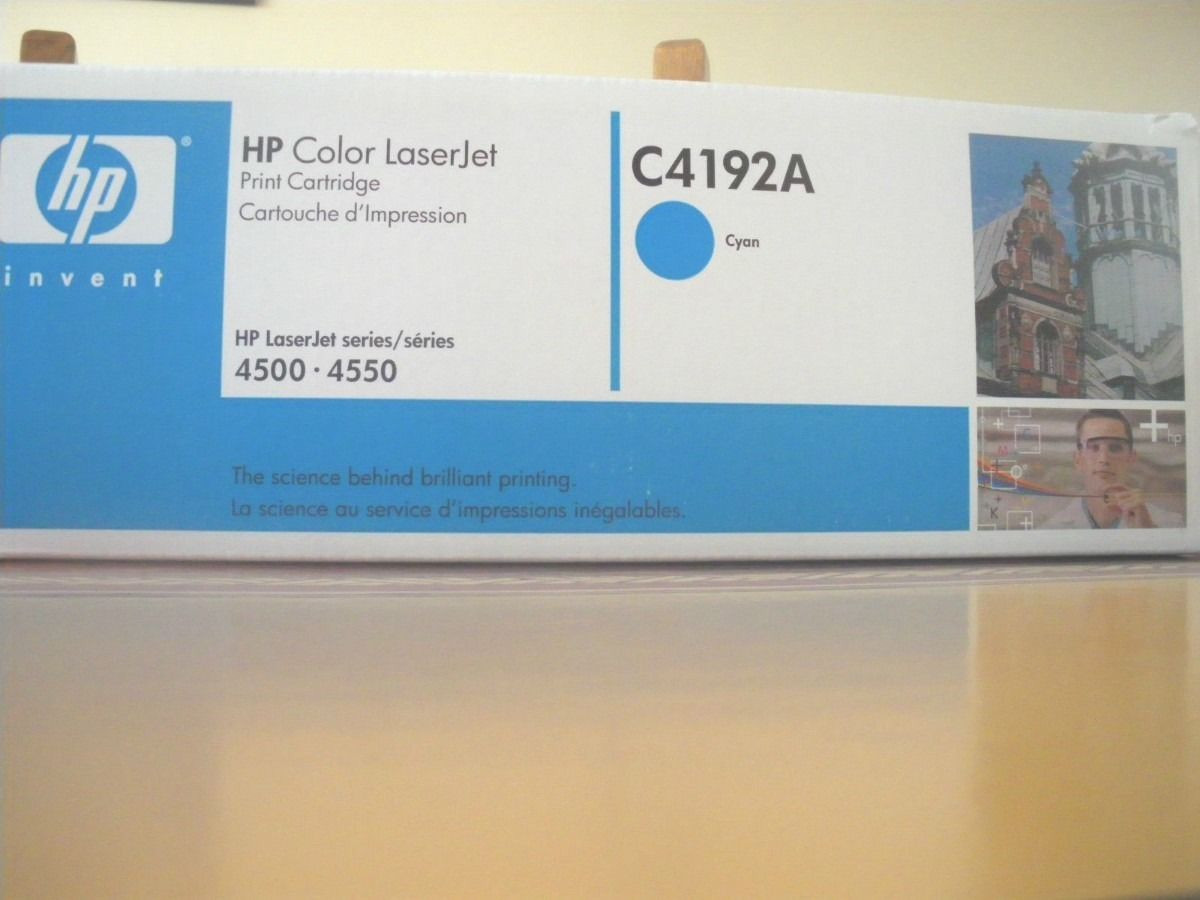 hp®
invent
HP Color LaserJet
Print Cartridge
Cartouche d'Impression
HP LaserJet series/séries
4500 · 4550
C4192A
Cyan
The science behind brilliant printing.
La science au service d'impressions inégalables.
+hp
C
M
K